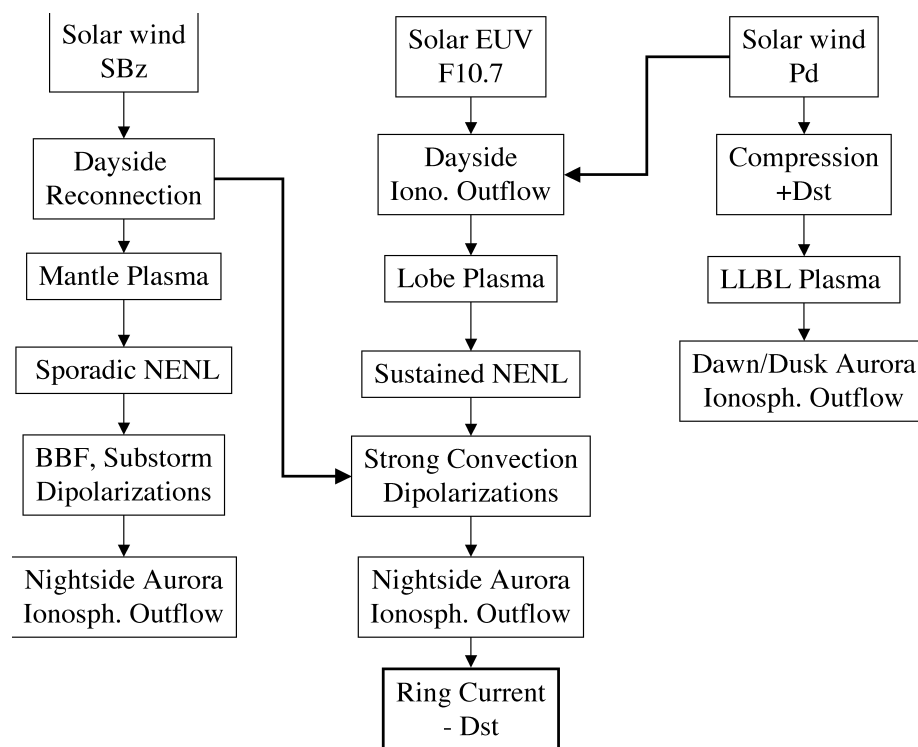 Solar wind
SBz
Dayside
Reconnection
Mantle Plasma
Sporadic NENL
BBF, Substorm
Dipolarizations
Nightside Aurora
Ionosph. Outflow
Solar EUV
F10.7
Dayside
Iono. Outflow
Lobe Plasma
Sustained NENL
Strong Convection
Dipolarizations
Nightside Aurora
Ionosph. Outflow
Ring Current
- Dst
Solar wind
Pd
Compression
+Dst
LLBL Plasma
Dawn/Dusk Aurora
Ionosph. Outflow